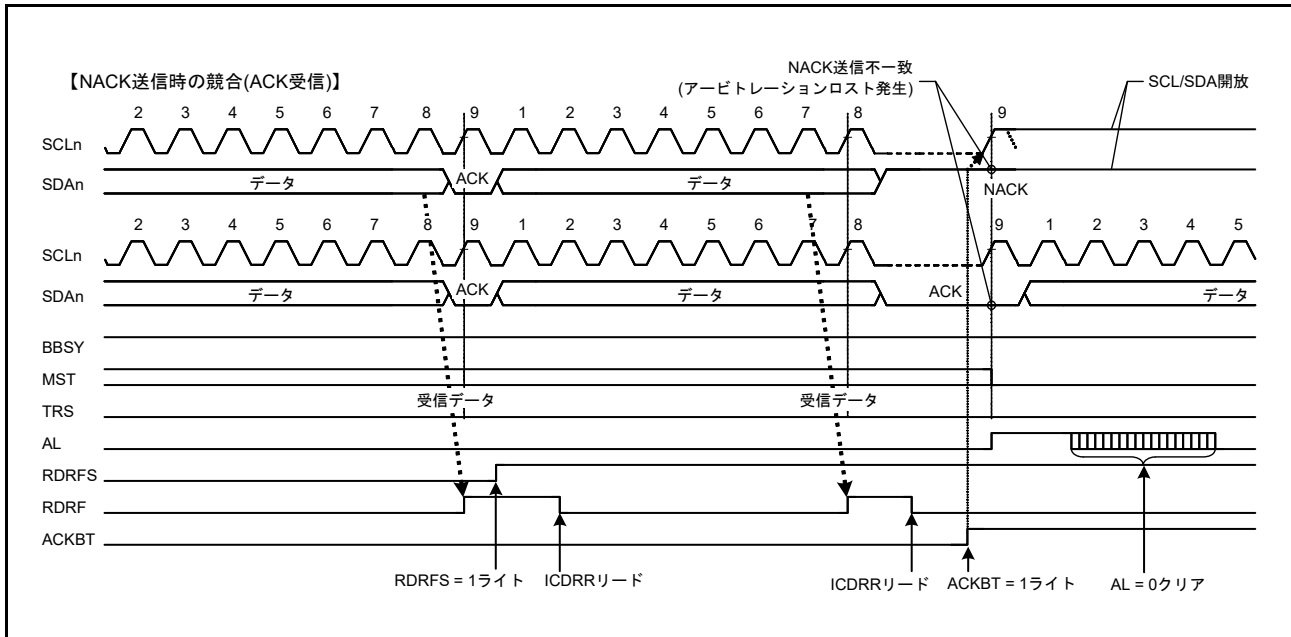 【NACK送信時の競合(ACK受信)】
NACK送信不一致
(アービトレーションロスト発生)
SCL/SDA開放
2 3 4 5 6 7 8 9 1 2 3 4 5 6 7 8 9
SCLn
SDAn データ ACK データ NACK
2 3 4 5 6 7 8 9 1 2 3 4 5 6 7 8 9 1 2 3 4 5
SCLn
SDAn データ ACK データ ACK データ
BBSY
MST
受信データ 受信データ
TRS
AL
RDRFS
RDRF
ACKBT
RDRFS = 1ライト ICDRRリード ICDRRリード ACKBT = 1ライト AL = 0クリア